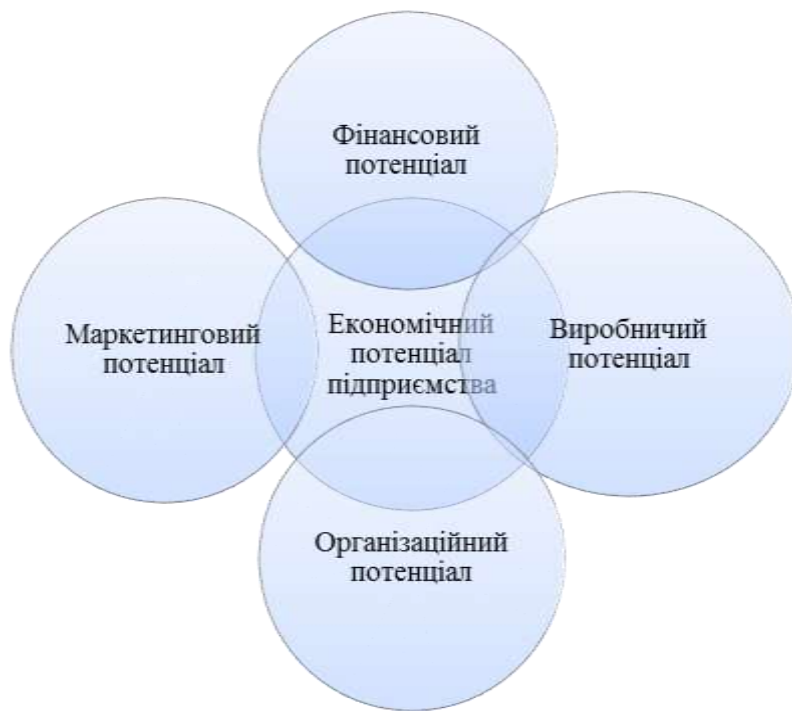 Фінансовий
потенціал
Маркетинговий
потенціал
Економічний
потенціал
підприємства
Виробничий
потенціал
Організаційний
потенціал